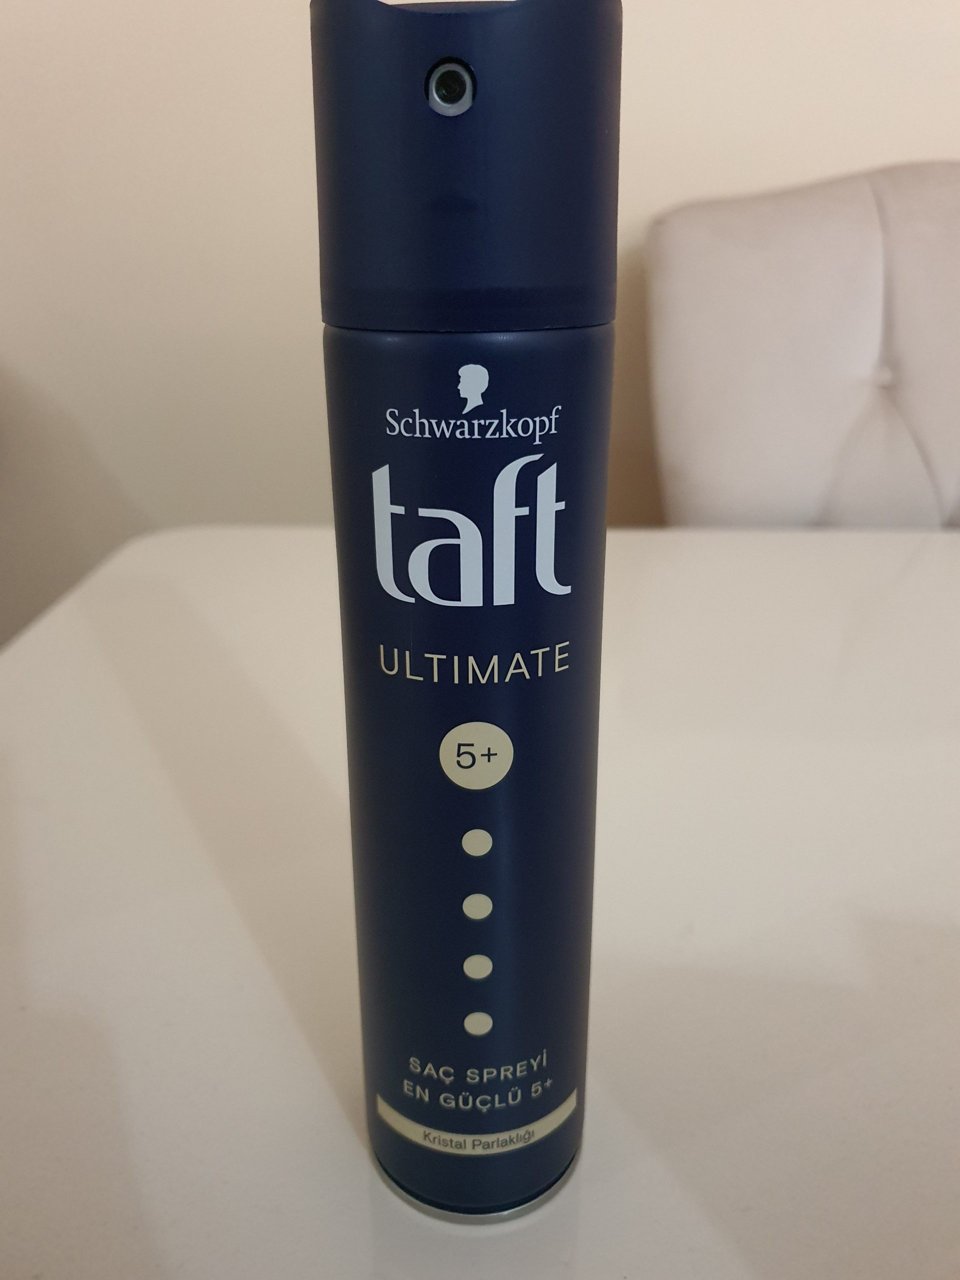 Schwarzkopf
taft
ULTIMATE
5+
SAÇ SPREYİ
EN GÜÇLÜ 5+
Kristal Parlaklığı